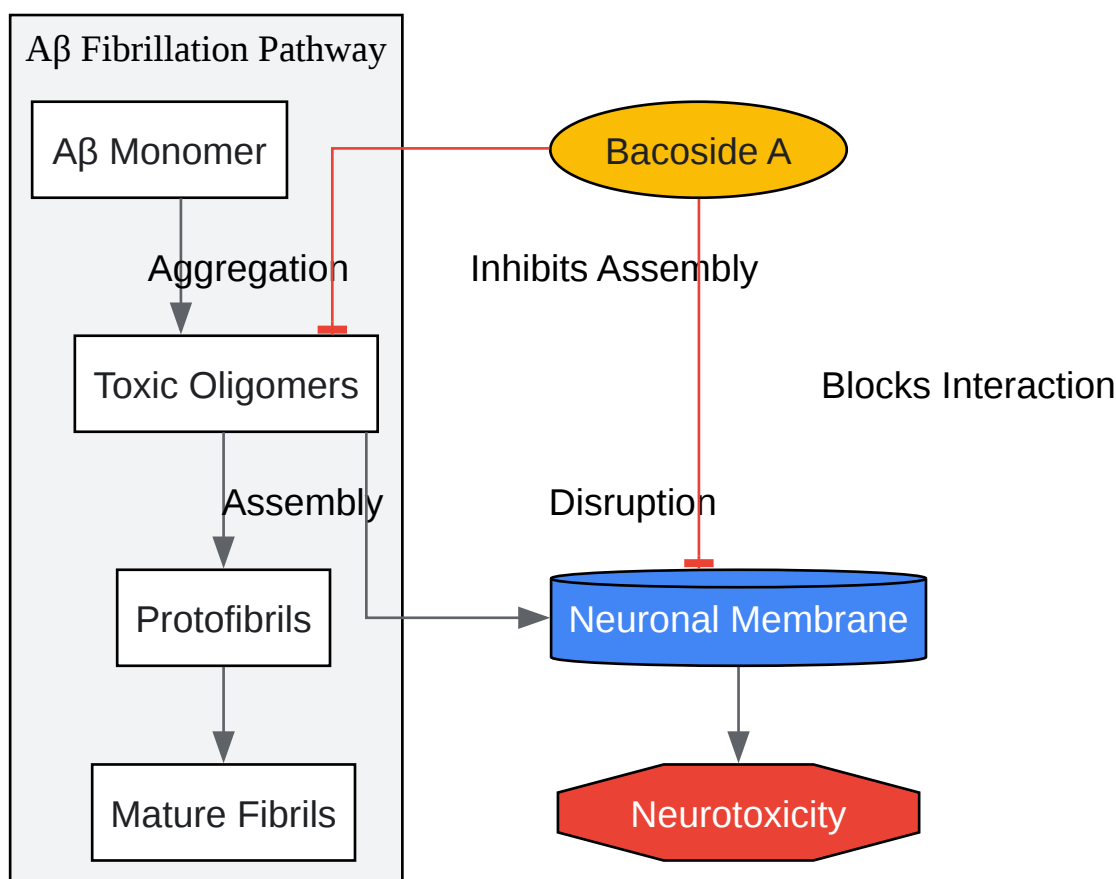 Aβ Fibrillation Pathway
Aβ Monomer
Bacoside A
Aggregation
Inhibits Assembly
Toxic Oligomers
Blocks Interaction
Assembly
Disruption
Protofibrils
Neuronal Membrane
Mature Fibrils
Neurotoxicity